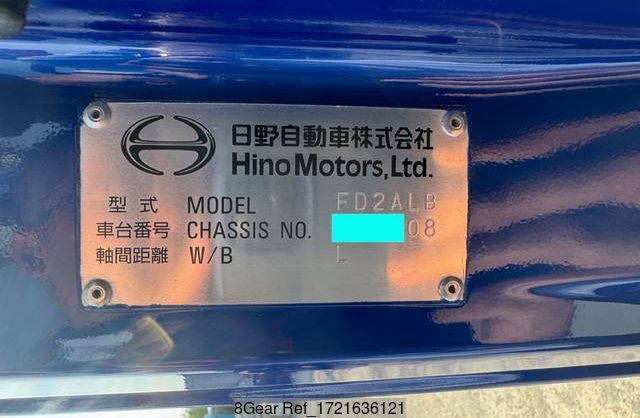 日野自動車株式会社
Hino Motors, Ltd.
型式 MODEL FD2ALB
車台番号 CHASSIS NO. 08
軸間距離 W/B L
8Gear Ref_1721636121